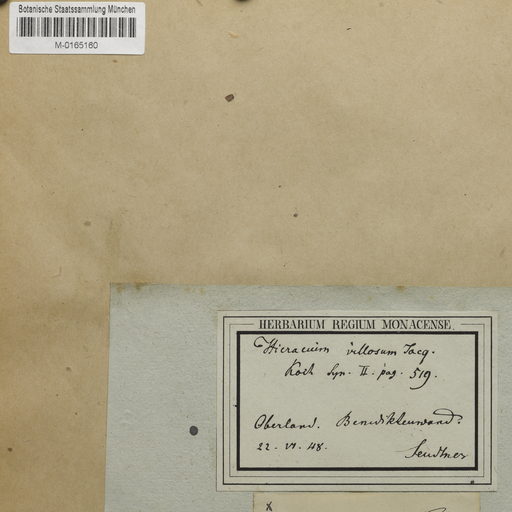 Botanische Staatssammlung München
M-0165160
HERBARIUM REGIUM MONACENSE.
Hieracium villosum Jacq.
Koch Syn. II. pag. 519.
Oberland. Benediktenwand.
22. VI. 48.
Sendtner